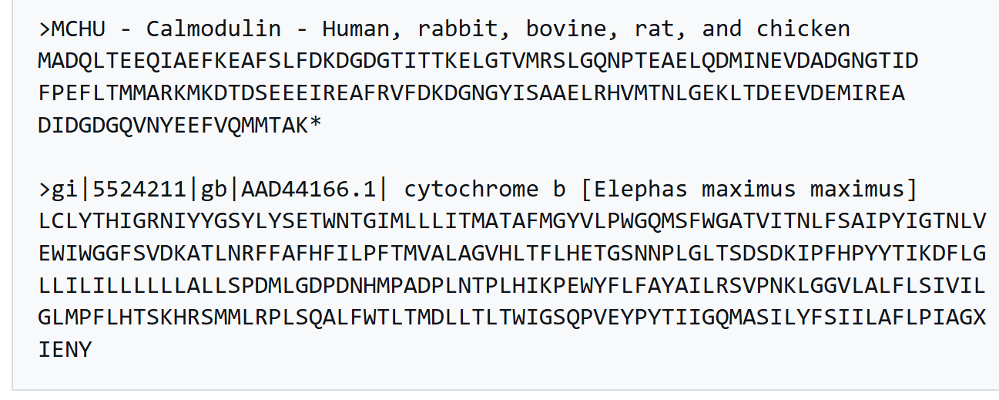 >MCHU - Calmodulin - Human, rabbit, bovine, rat, and chicken
MADQLTEEQIAEFKEAFSLFDKDGDGTITTKELGTVMRSLGQNPTEAELQDMINEVDADGNGTID
FPEFLTMMARKMKDTDSEEEIREAFRVFDKDGNGYISAAELRHVMTNLGEKLTDEEVDEMIREA
DIDGDGQVNYEEFVQMMTAK*
>gi|5524211|gb|AAD44166.1| cytochrome b [Elephas maximus maximus]
LCLYTHIGRNIYYGSYLYSETWNTGIMLLLITMATAFMGYVLPWGQMSFWGATVITNLFSAIPYIGTNLV
EWIWGGFSVDKATLNRFFAFHFILPFTMVALAGVHLTFLHETGSNNPLGLTSDSDKIPFHPYYTIKDFLG
LLILILLLLLLALLSPDMLGDPDNHMPADPLNTPLHIKPEWYFLFAYAILRSVPNKLGGVLALFLSIVIL
GLMPFLHTSKHRSMMLRPLSQALFWTLTMDLLTLTWIGSQPVEYPYTIIGQMASILYFSIILAFLPIAGX
IENY